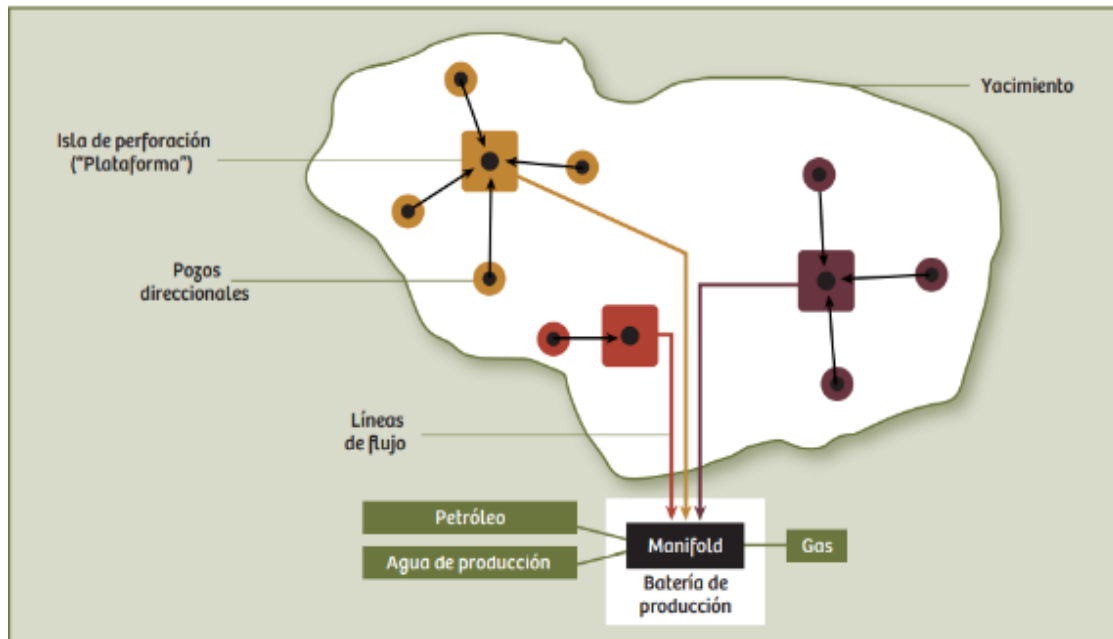 Yacimiento
Isla de perforación
("Plataforma")
Pozos
direccionales
Líneas
de flujo
Petróleo
Agua de producción
Manifold
Gas
Batería de
producción